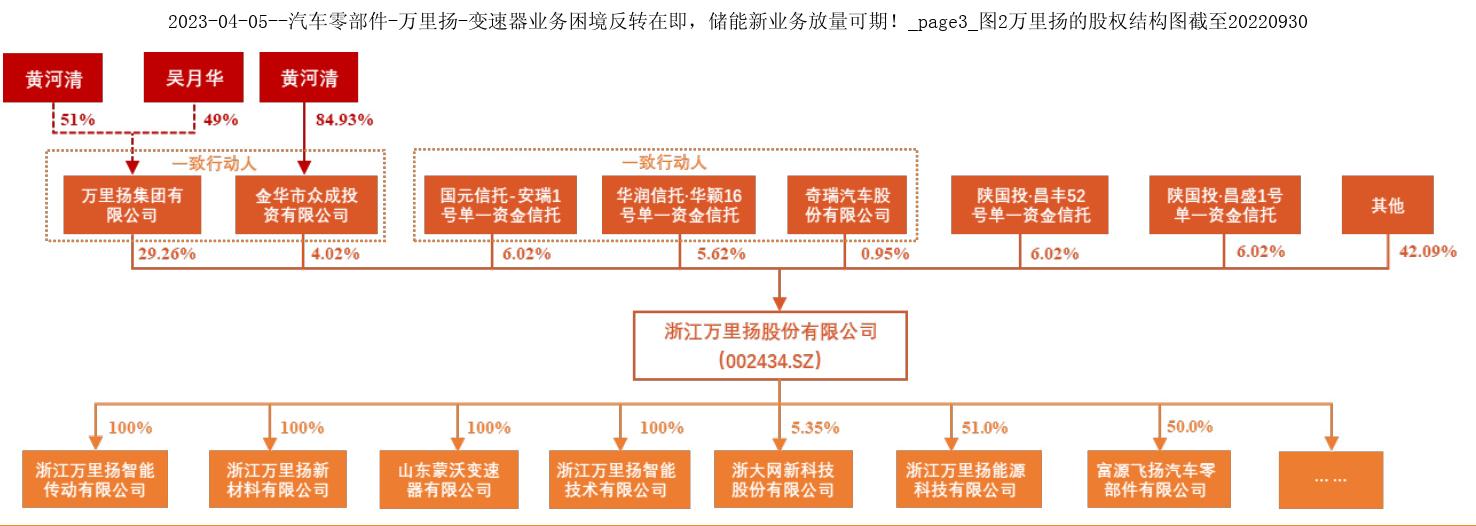 2023-04-05--汽车零部件-万里扬-变速器业务困境反转在即，储能新业务放量可期！_page3_图2万里扬的股权结构图截至20220930
黄河清
吴月华
黄河清
51%
49%
84.93%
一致行动人
一致行动人
万里扬集团有
限公司
金华市众成投
资有限公司
国元信托-安瑞1
号单一资金信托
华润信托·华颖16
号单一资金信托
奇瑞汽车股
份有限公司
陕国投·昌丰52
号单一资金信托
陕国投·昌盛1号
单一资金信托
其他
29.26%
4.02%
6.02%
5.62%
0.95%
6.02%
6.02%
42.09%
浙江万里扬股份有限公司
（002434.SZ）
100%
100%
100%
100%
5.35%
51.0%
50.0%
浙江万里扬智能
传动有限公司
浙江万里扬新
材料有限公司
山东蒙沃变速
器有限公司
浙江万里扬智能
技术有限公司
浙大网新科技
股份有限公司
浙江万里扬能源
科技有限公司
富源飞扬汽车零
部件有限公司
... ...